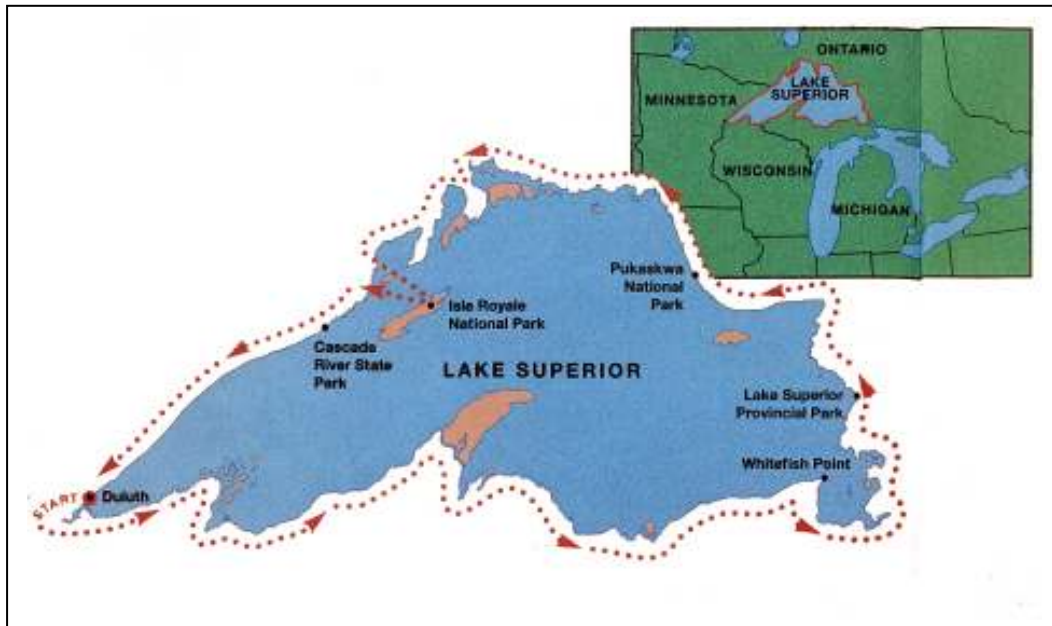 ONTARIO
LAKE
SUPERIOR
MINNESOTA
WISCONSIN
MICHIGAN
Pukaskwa
National
Park
Isle Royale
National Park
Cascada
River State
Park
LAKE SUPERIOR
Lake Superior
Provincial Park
Whitefish Point
START
Duluth